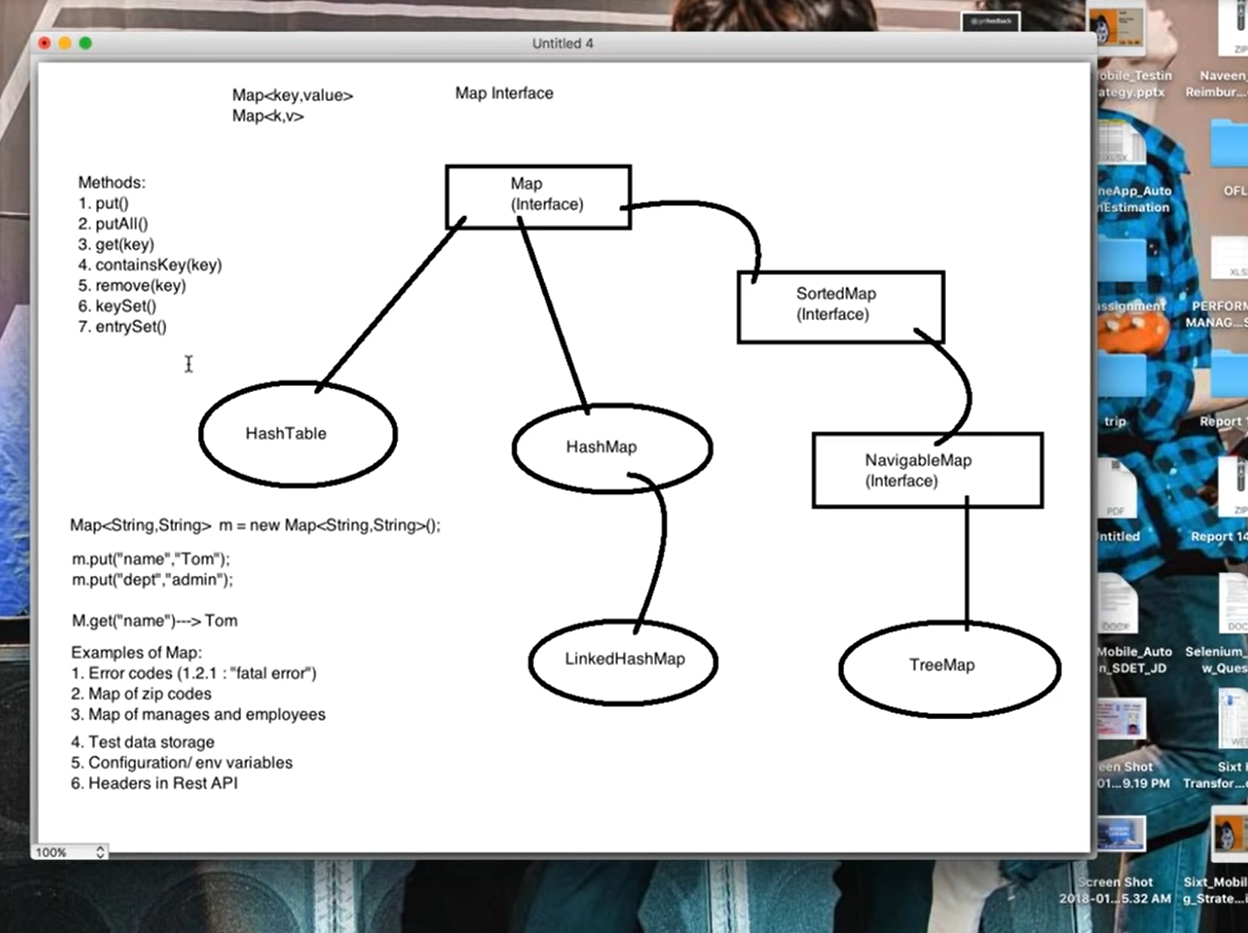 Untitled 4
Map<key,value>
Map<k,v>
Map Interface
Methods:
1. put()
2. putAll()
3. get(key)
4. containsKey(key)
5. remove(key)
6. keySet()
7. entrySet()
Map
(Interface)
SortedMap
(Interface)
HashTable
HashMap
NavigableMap
(Interface)
LinkedHashMap
TreeMap
Map<String,String> m = new Map<String,String>();
m.put("name","Tom");
m.put("dept","admin");
M.get("name")---> Tom
Examples of Map:
1. Error codes (1.2.1 : "fatal error")
2. Map of zip codes
3. Map of manages and employees
4. Test data storage
5. Configuration/ env variables
6. Headers in Rest API
100%
getfeedback
obile_Testin
ategy.pptx
Naveen_
Reimbur...
ZIP
XLSX
neApp_Auto
nEstimation
OFL
XLS
assignment
PERFORM
MANAG...S
trip
Report
PDF
ntitled
ZIP
Report 14
DOCX
Mobile_Auto
n_SDET_JD
DOC
Selenium_
w_Ques
een Shot
01...9.19 PM
WE
Sixt
Transfor...
Screen Shot
2018-01...5.32 AM
Sixt_Mobil
g_Strate...